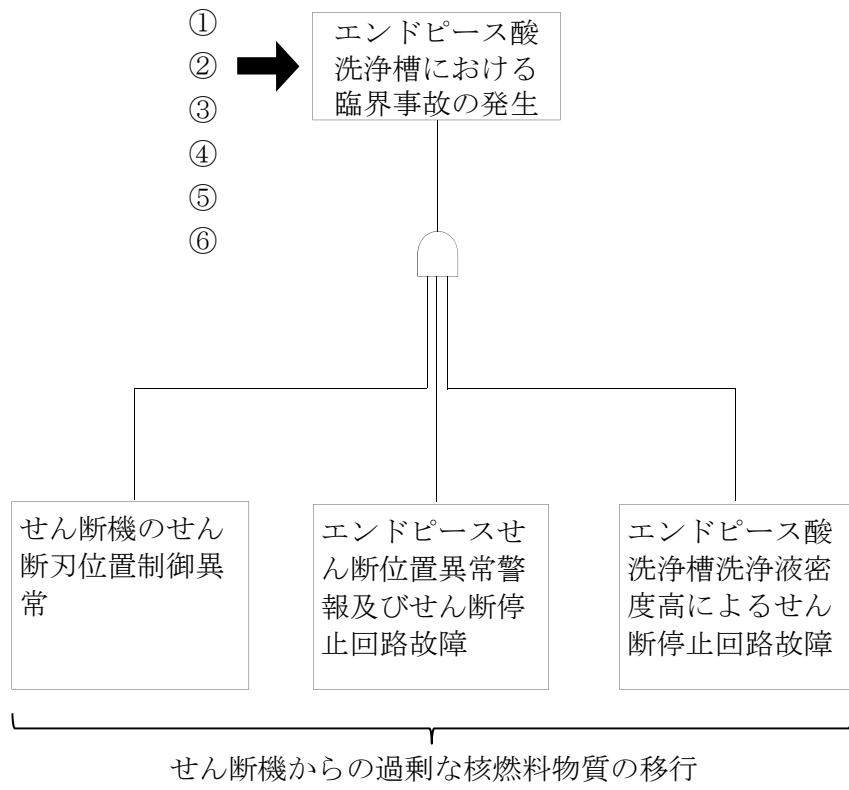 ①
②
③
④
⑤
⑥
エンドピース酸
洗浄槽における
臨界事故の発生
せん断機のせん
断刃位置制御異
常
エンドピースせ
ん断位置異常警
報及びせん断停
止回路故障
エンドピース酸
洗浄槽洗浄液密
度高によるせん
断停止回路故障
せん断機からの過剰な核燃料物質の移行